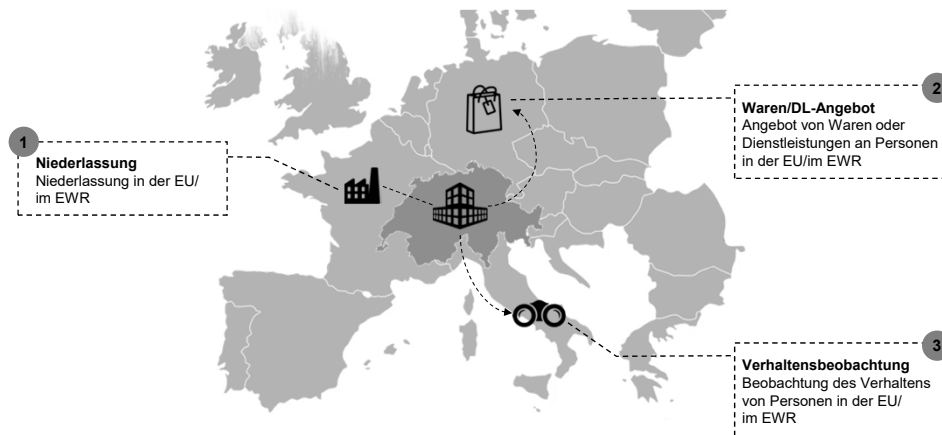 1
Niederlassung
Niederlassung in der EU/
im EWR
2
Waren/DL-Angebot
Angebot von Waren oder
Dienstleistungen an Personen
in der EU/im EWR
3
Verhaltensbeobachtung
Beobachtung des Verhaltens
von Personen in der EU/
im EWR